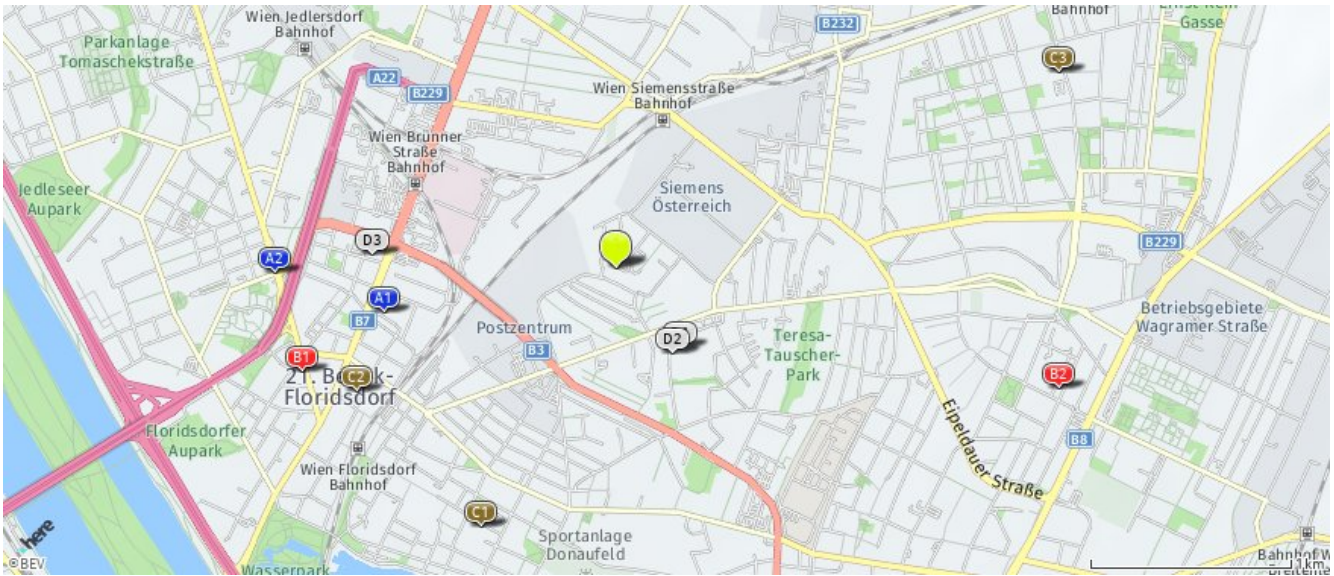 Wien Jedlersdorf
Bahnhof
Parkanlage
Tomaschekstraße
A22
B229
B232
Bahnhof
Gasse
C3
Wien Siemensstraße
Bahnhof
Wien Brünner
Straße
Bahnhof
Jedleseer
Aupark
Siemens
Österreich
D3
A2
B229
A1
B7
Postzentrum
B3
D2
Teresa-
Tauscher-
Park
Betriebsgebiete
Wagramer Straße
B1
C2
Floridsdorf
B2
Eipeldauer Straße
B8
Floridsdorfer
Aupark
Wien Floridsdorf
Bahnhof
C1
Sportanlage
Donaufeld
here
©BEV
Wasserpark
Bahnhof W
1km